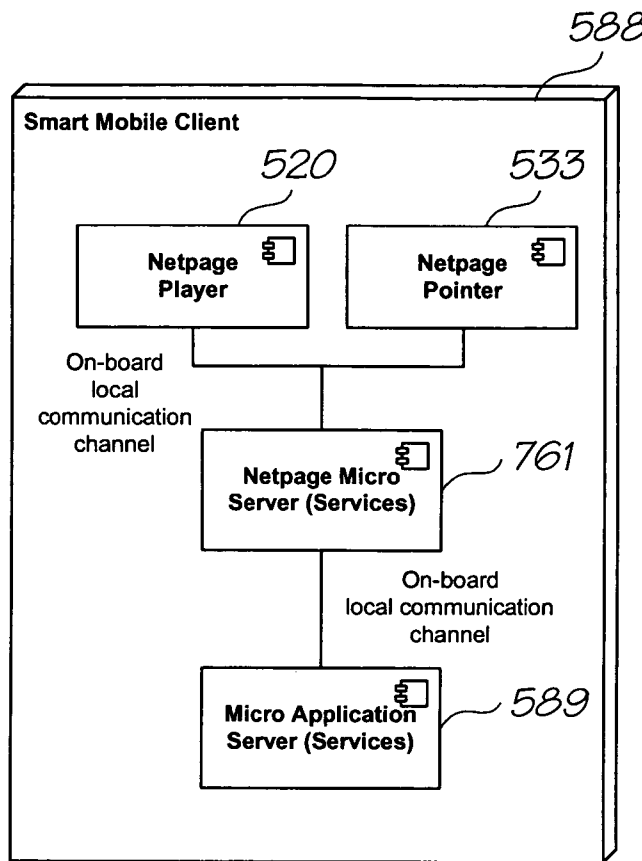 588
Smart Mobile Client
520
533
Netpage
Player
Netpage
Pointer
On-board
local
communication
channel
Netpage Micro
Server (Services)
761
On-board
local communication
channel
Micro Application
Server (Services)
589